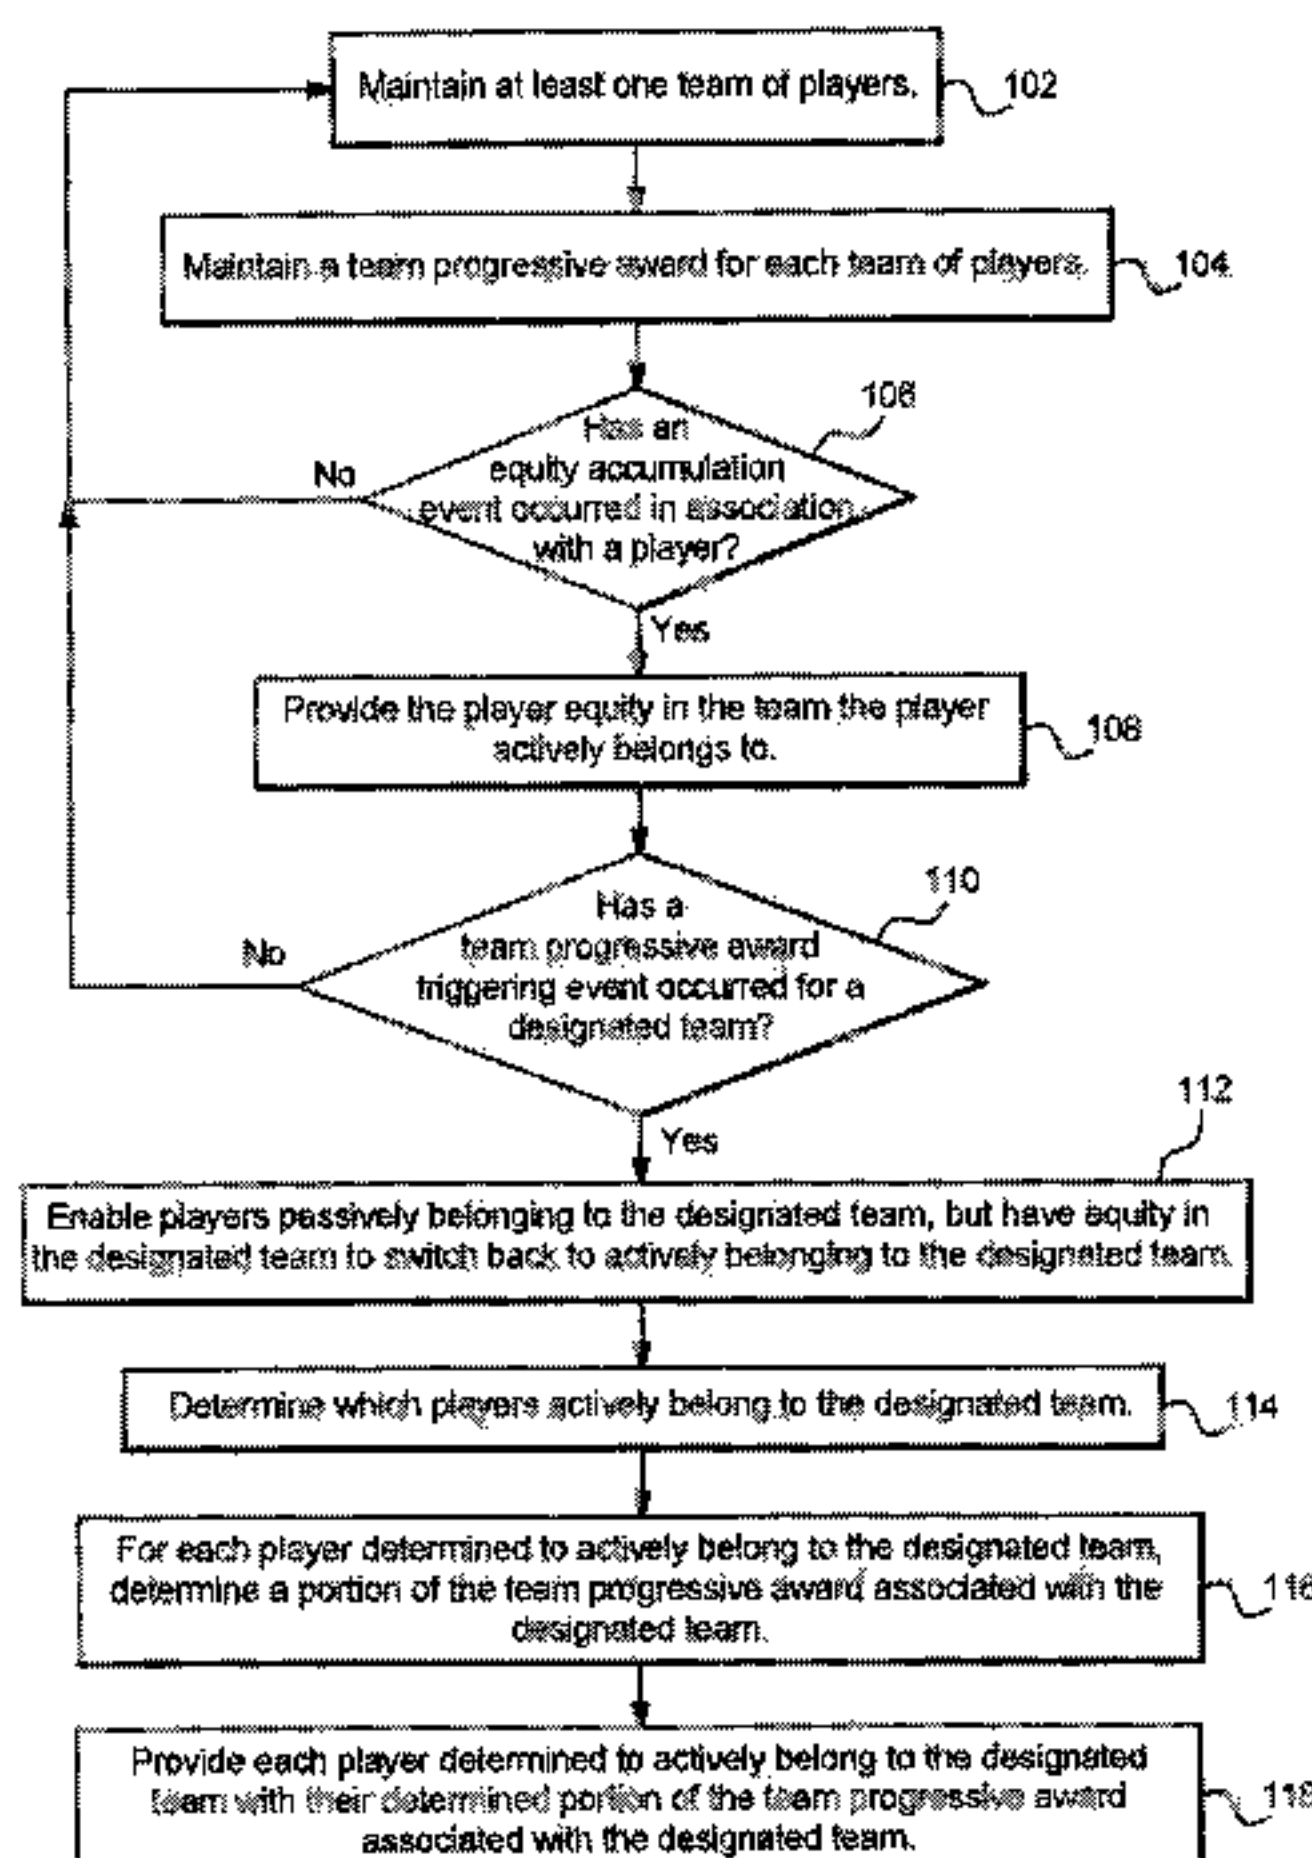 Maintain at least one team of players.
102
Maintain a team progressive award for each team of players.
104
106
Has an
equity accumulation
event occurred in association
with a player?
No
Yes
Provide the player equity in the team the player
actively belongs to.
108
110
Has a
team progressive award
triggering event occurred for a
designated team?
No
Yes
112
Enable players passively belonging to the designated team, but have equity in
the designated team to switch back to actively belonging to the designated team.
Determine which players actively belong to the designated team.
114
For each player determined to actively belong to the designated team,
determine a portion of the team progressive award associated with the
designated team.
116
Provide each player determined to actively belong to the designated
team with their determined portion of the team progressive award
associated with the designated team.
118